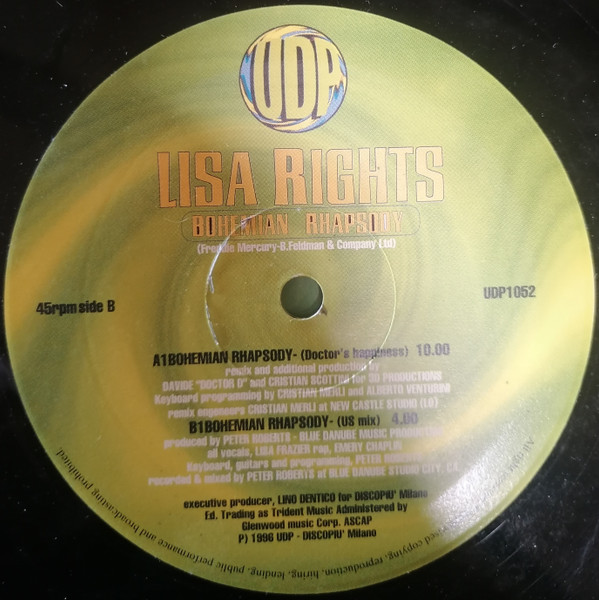 UDP
LISA RIGHTS
BOHEMIAN RHAPSODY
(Freddie Mercury-B.Feldman & Company Ltd)
45rpm side B
UDP1052
A1BOHEMIAN RHAPSODY- (Doctor's happiness) 10.00
remix and additional production by
DAVIDE "DOCTOR D" and CRISTIAN SCOTTINI for 3D PRODUCTIONS
Keyboard programming by CRISTIAN MERLI and ALBERTO VENTURINI
remix engeneers CRISTIAN MERLI at NEW CASTLE STUDIO (LO)
B1BOHEMIAN RHAPSODY- (US mix) 4.00
produced by PETER ROBERTS - BLUE DANUBE MUSIC
all vocals, LISA FRAZIER rap, EMERY CHAPLIN
Keyboard, guitars and programming, PETER
recorded & mixed by PETER ROBERTS at BLUE DANUBE STUDIO CITY, CA.
executive producer, LINO DENTICO for DISCOPIU' Milano
Ed. Trading as Trident Music Administered by
Glenwood music Corp. ASCAP
P) 1996 UDP - DISCOPIU' Milano
All
copying, reproduction, hiring, lending, public performance and broadcasting prohibited